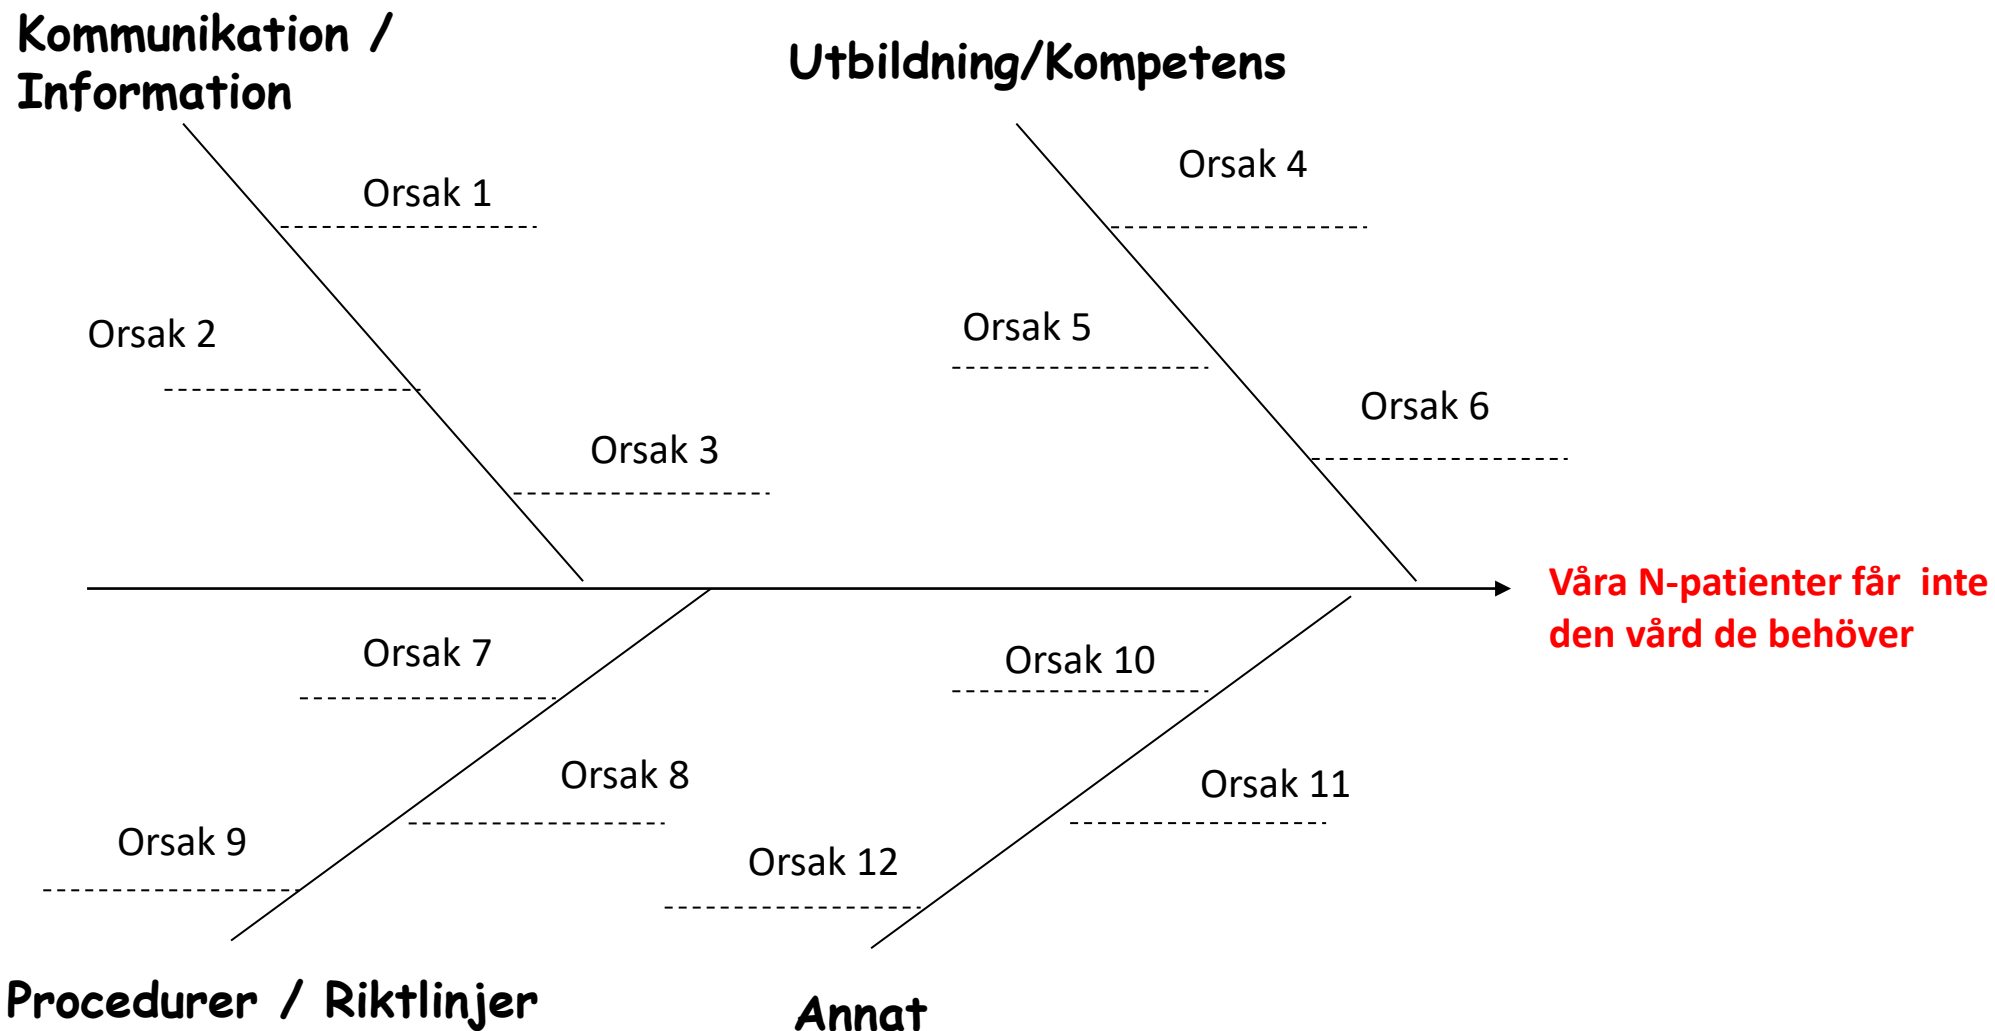 Kommunikation /
Information
Utbildning/Kompetens
Orsak 1
Orsak 4
Orsak 2
Orsak 5
Orsak 3
Orsak 6
Våra N-patienter får  inte
den vård de behöver
Orsak 7
Orsak 10
Orsak 8
Orsak 11
Orsak 9
Orsak 12
Procedurer / Riktlinjer
Annat